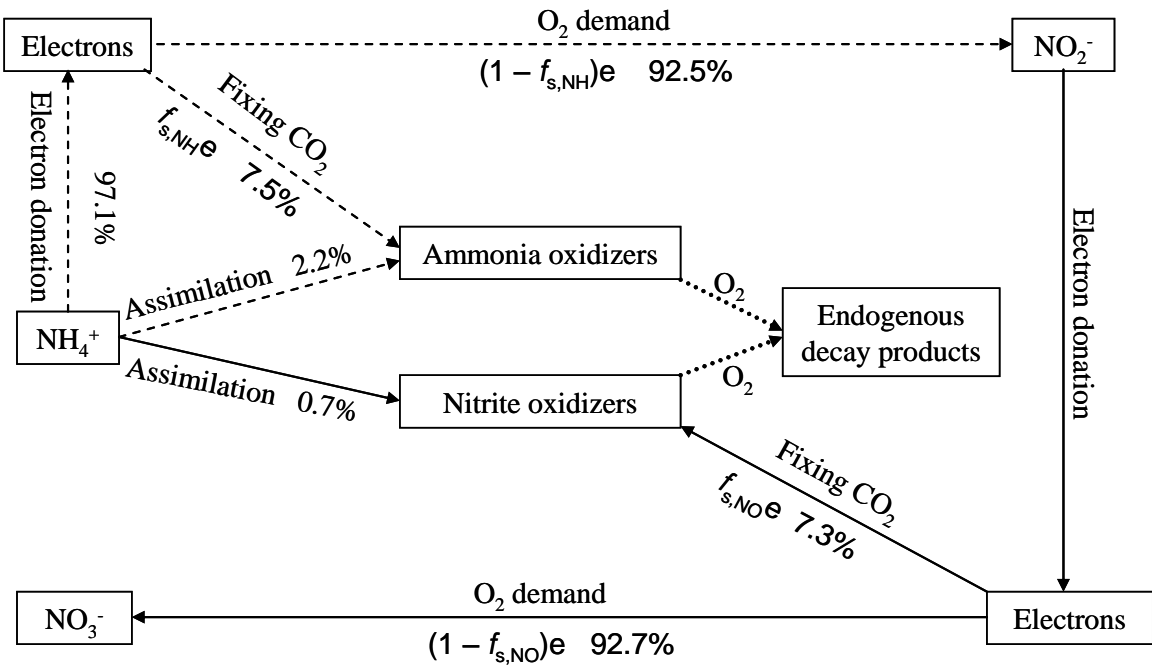 O₂ demand
Electrons
NO₂⁻
(1 – fs,NH)e 92.5%
Fixing CO₂
fs,NHe 7.5%
Electron donation
97.1%
Ammonia oxidizers
Assimilation 2.2%
O₂
Electron donation
NH₄⁺
Endogenous
decay products
Assimilation 0.7%
Nitrite oxidizers
O₂
Fixing CO₂
fs,NOe 7.3%
O₂ demand
NO₃⁻
Electrons
(1 – fs,NO)e 92.7%